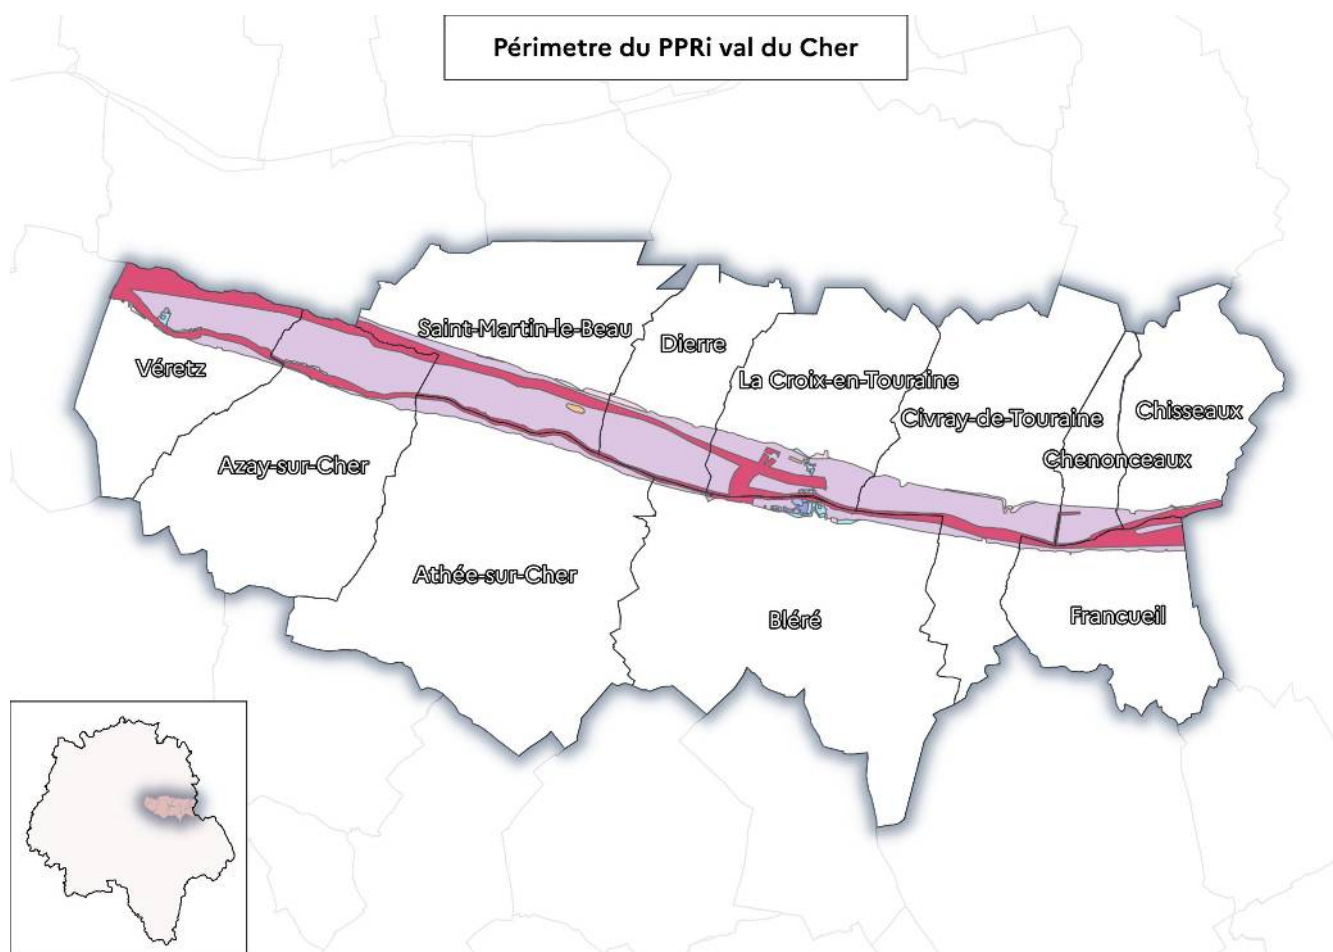 Périmetre du PPRi val du Cher
Saint-Martin-le-Beau
Dierre
Véretz
La Croix-en-Touraine
Chisseaux
Civray-de-Touraine
Azay-sur-Cher
Chenonceaux
Athée-sur-Cher
Bléré
Francueil